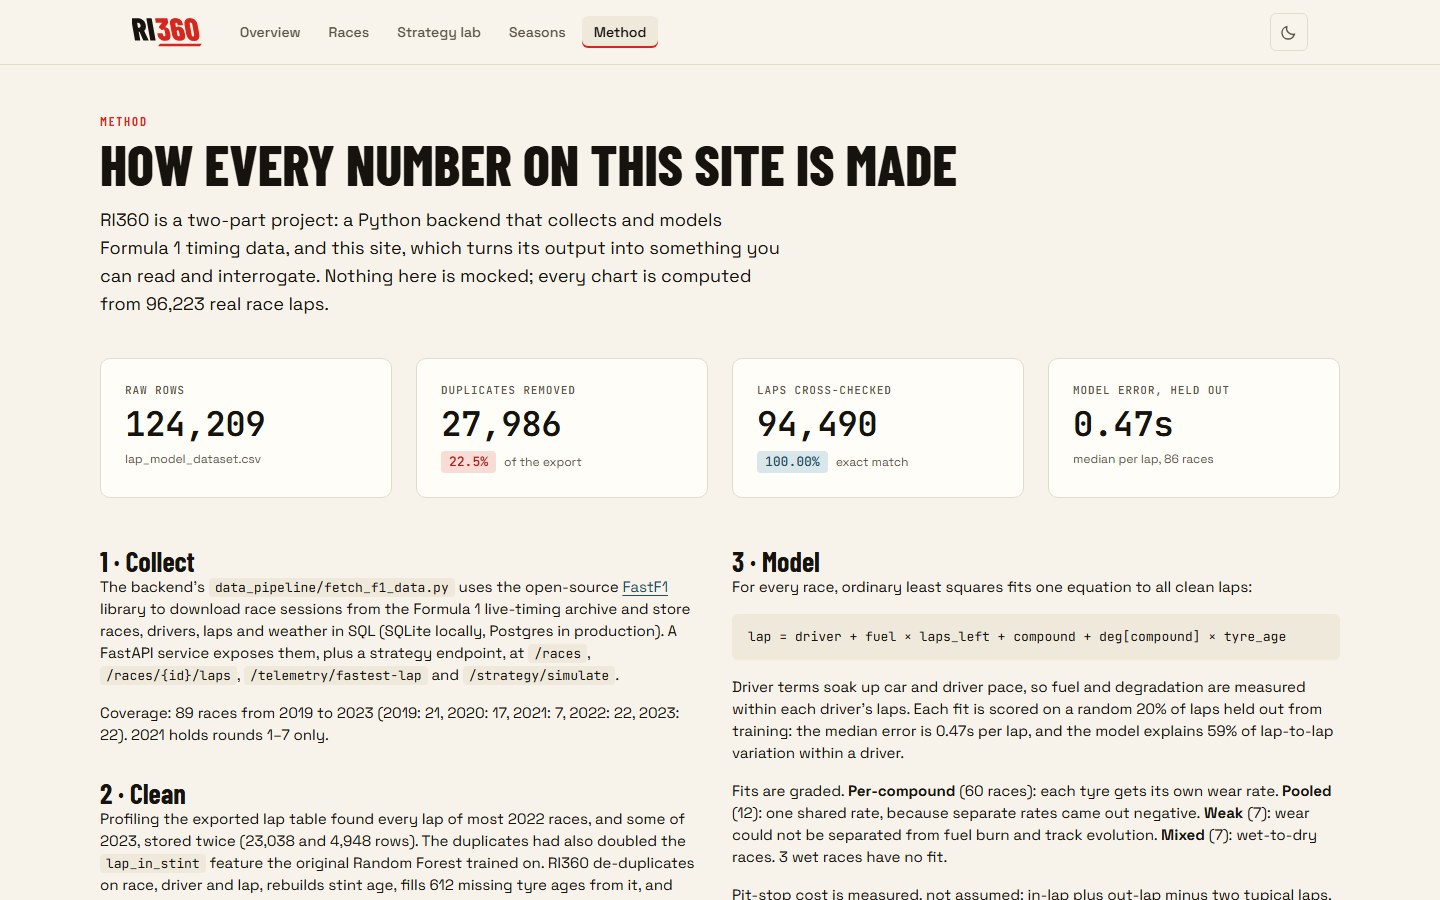 RI360
Overview
Races
Strategy lab
Seasons
Method
METHOD
HOW EVERY NUMBER ON THIS SITE IS MADE
RI360 is a two-part project: a Python backend that collects and models
Formula 1 timing data, and this site, which turns its output into something you
can read and interrogate. Nothing here is mocked; every chart is computed
from 96,223 real race laps.
RAW ROWS
124,209
lap_model_dataset.csv
DUPLICATES REMOVED
27,986
22.5% of the export
LAPS CROSS-CHECKED
94,490
100.00% exact match
MODEL ERROR, HELD OUT
0.47s
median per lap, 86 races
1 · Collect
The backend's data_pipeline/fetch_f1_data.py uses the open-source FastF1
library to download race sessions from the Formula 1 live-timing archive and store
races, drivers, laps and weather in SQL (SQLite locally, Postgres in production). A
FastAPI service exposes them, plus a strategy endpoint, at /races ,
/races/{id}/laps , /telemetry/fastest-lap and /strategy/simulate .
Coverage: 89 races from 2019 to 2023 (2019: 21, 2020: 17, 2021: 7, 2022: 22, 2023:
22). 2021 holds rounds 1–7 only.
2 · Clean
Profiling the exported lap table found every lap of most 2022 races, and some of
2023, stored twice (23,038 and 4,948 rows). The duplicates had also doubled the
lap_in_stint feature the original Random Forest trained on. RI360 de-duplicates
on race, driver and lap, rebuilds stint age, fills 612 missing tyre ages from it, and
3 · Model
For every race, ordinary least squares fits one equation to all clean laps:
lap = driver + fuel × laps_left + compound + deg[compound] × tyre_age
Driver terms soak up car and driver pace, so fuel and degradation are measured
within each driver's laps. Each fit is scored on a random 20% of laps held out from
training: the median error is 0.47s per lap, and the model explains 59% of lap-to-lap
variation within a driver.
Fits are graded. Per-compound (60 races): each tyre gets its own wear rate. Pooled
(12): one shared rate, because separate rates came out negative. Weak (7): wear
could not be separated from fuel burn and track evolution. Mixed (7): wet-to-dry
races. 3 wet races have no fit.
Pit-stop cost is measured, not assumed: in-lap plus out-lap minus two typical laps.